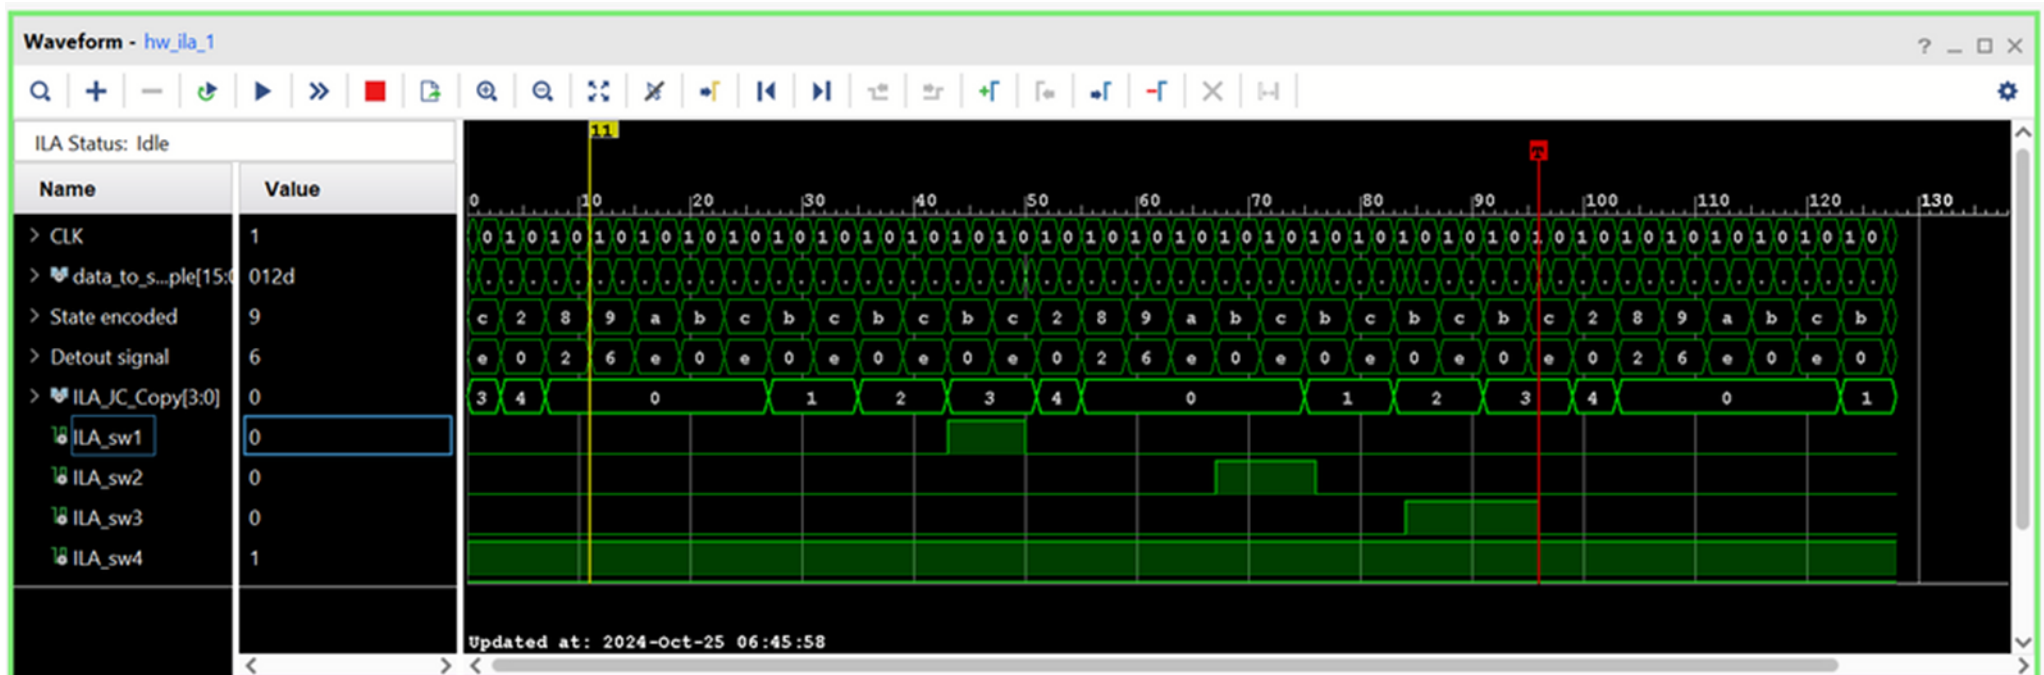 Waveform - hw_ila_1
ILA Status: Idle
Name Value
11
T
0 10 20 30 40 50 60 70 80 90 100 110 120 130
CLK 1 0 1 0 1 0 1 0 1 0 1 0 1 0 1 0 1 0 1 0 1 0 1 0 1 0 1 0 1 0 1 0 1 0 1 0 1 0 1 0 1 0 1 0 1 0 1 0 1 0 1 0 1 0 1 0 1 0 1 0 1 0 1 0
data_to_s...ple[15:0 012d
State encoded 9 c 2 8 9 a b c b c b c b c 2 8 9 a b c b c b c b c 2 8 9 a b c b
Detout signal 6 e 0 2 6 e 0 e 0 e 0 e 0 e 0 2 6 e 0 e 0 e 0 e 0 e 0 2 6 e 0 e 0
ILA_JC_Copy[3:0] 0 3 4 0 1 2 3 4 0 1 2 3 4 0 1
ILA_sw1 0
ILA_sw2 0
ILA_sw3 0
ILA_sw4 1
Updated at: 2024-Oct-25 06:45:58